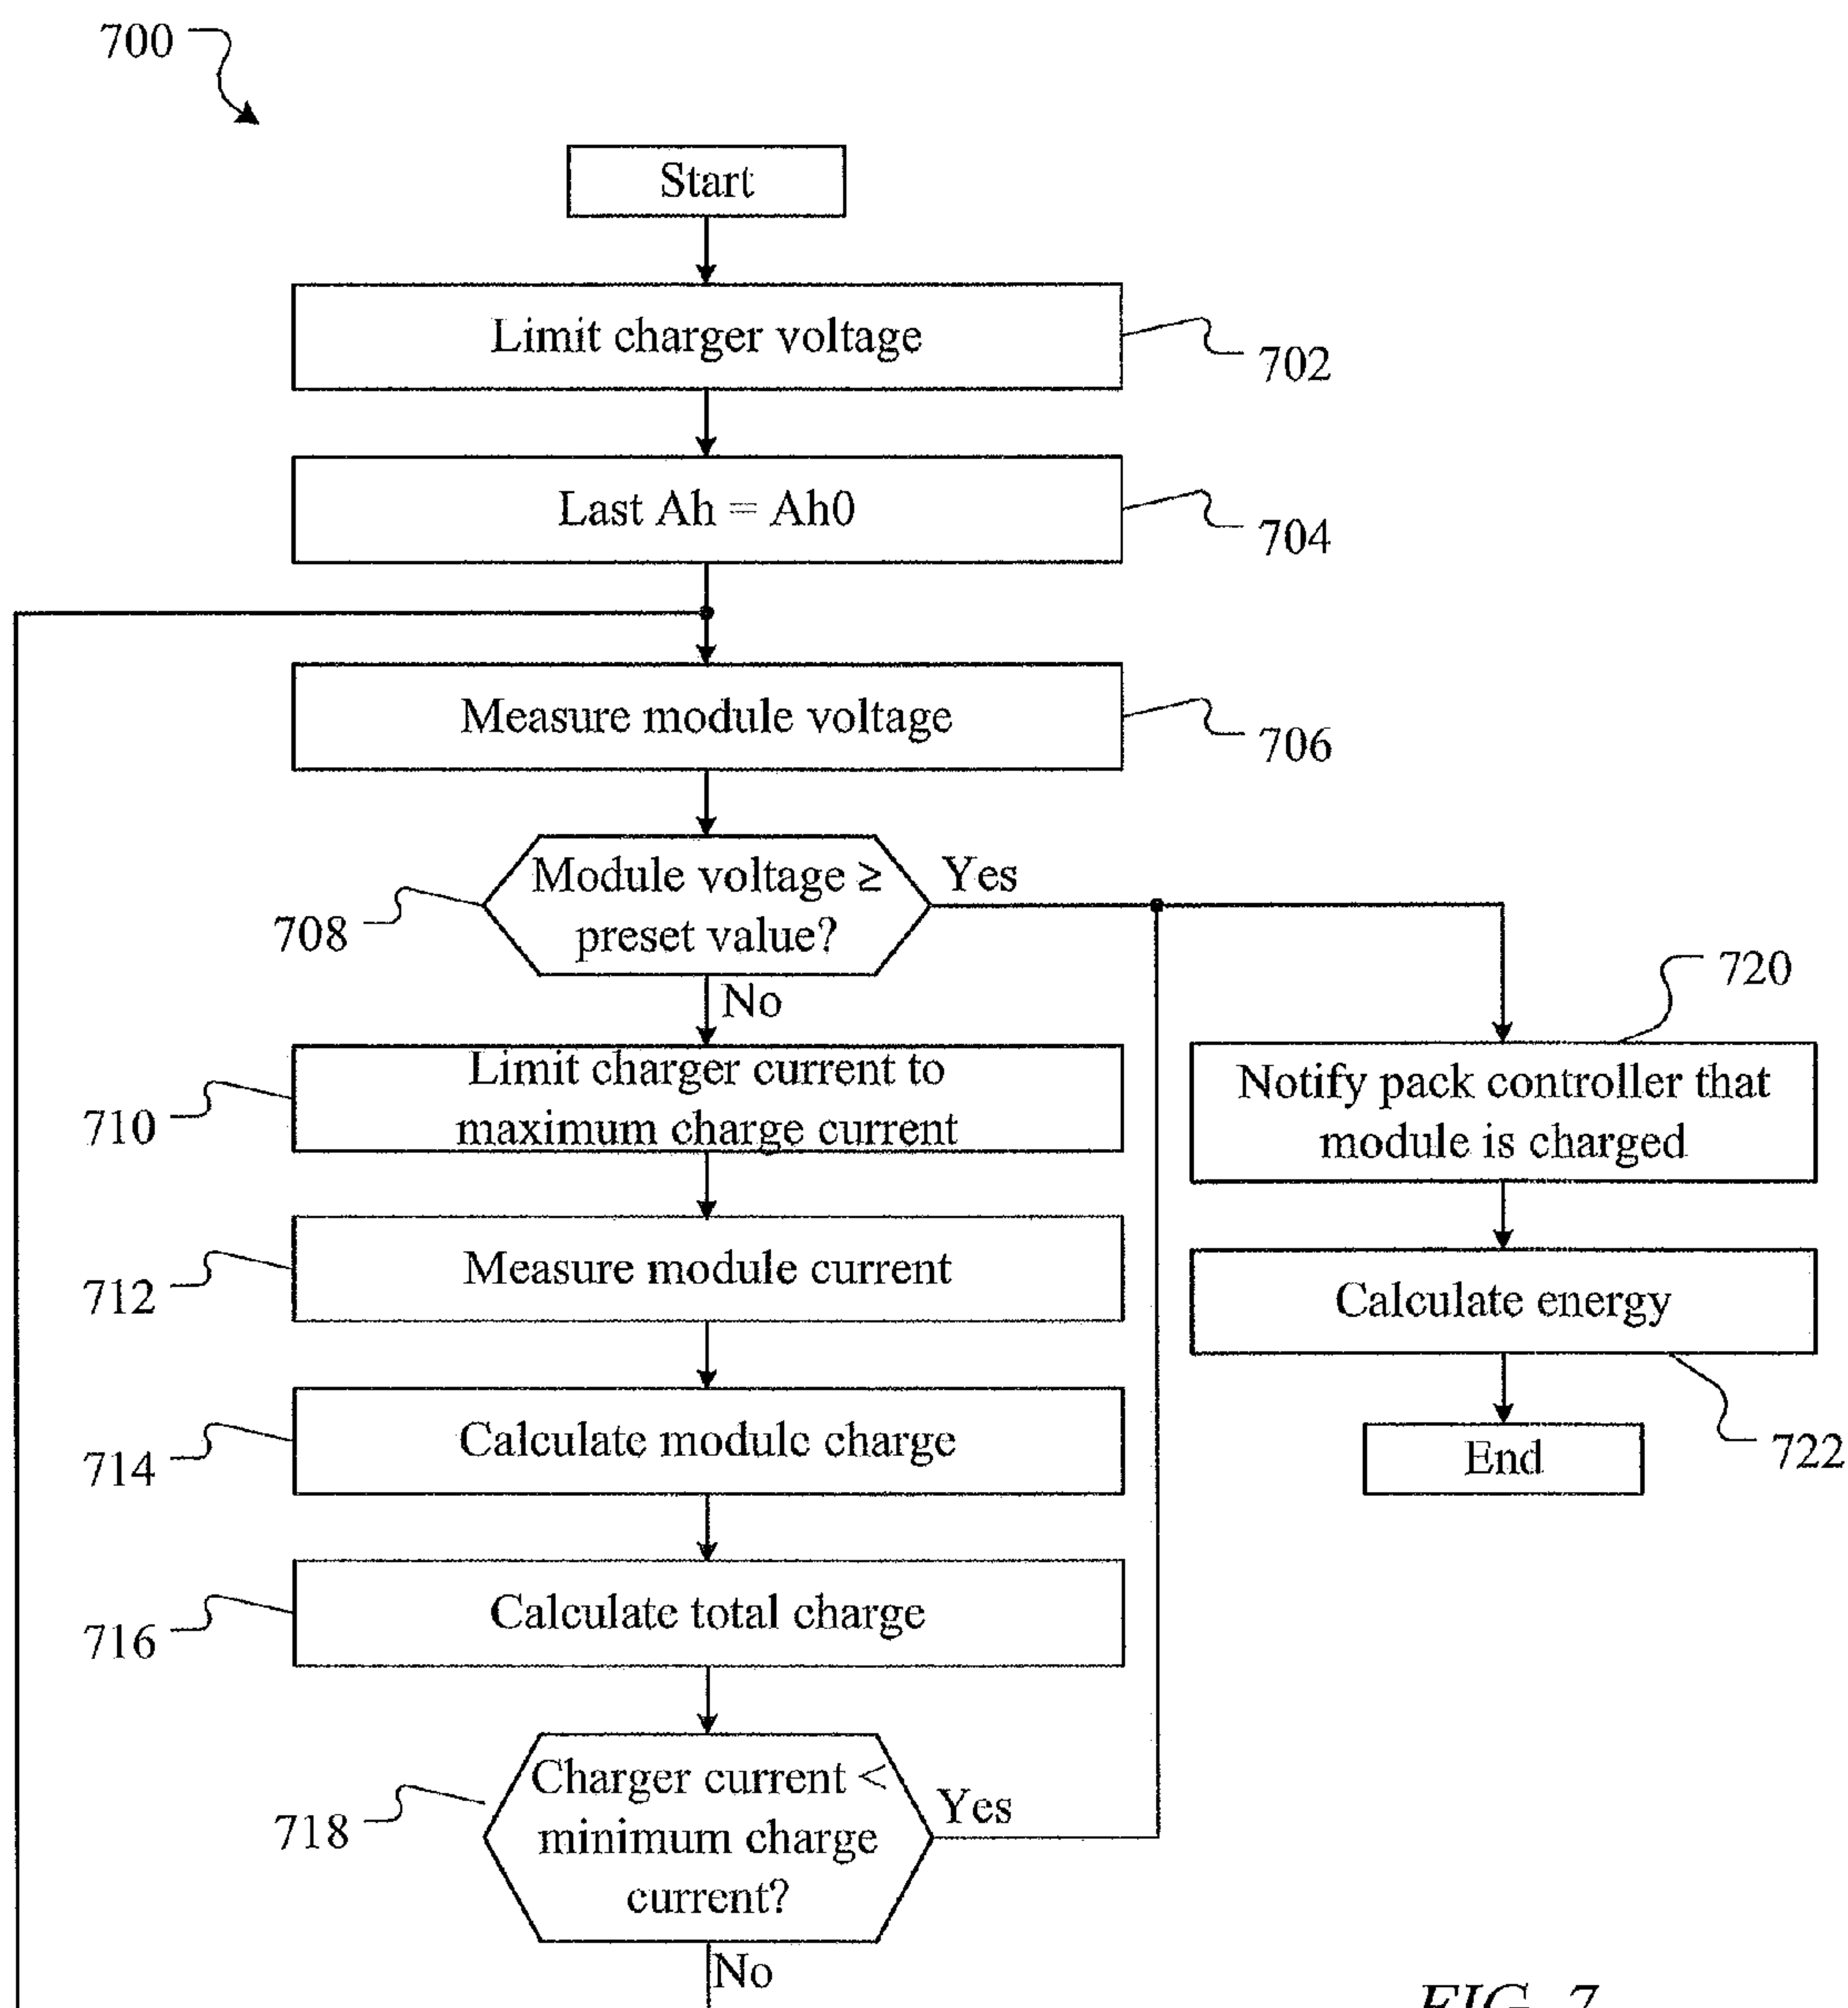 700
Start
Limit charger voltage
702
Last Ah = Ah0
704
Measure module voltage
706
Module voltage ≥
preset value?
Yes
708
No
720
Notify pack controller that
module is charged
Limit charger current to
maximum charge current
710
Measure module current
712
Calculate energy
722
End
Calculate module charge
714
Calculate total charge
716
Charger current <
minimum charge
current?
Yes
718
No
FIG. 7